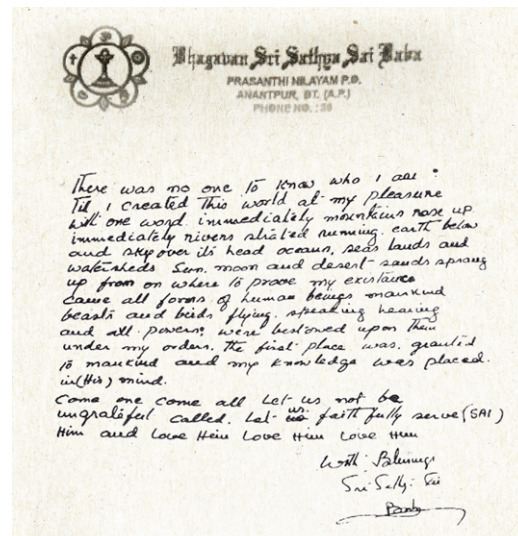 Bhagavan Sri Sathya Sai Baba
PRASANTHI NILAYAM P.O.
ANANTPUR, DT. (A.P.)
PHONE NO. : 30
There was no one To Know who I am :
Til I created This world at my pleasure
with one word. immediately mountains rose up
immediately rivers started running. earth below
and sky over its head oceans, seas lands and
watersheds Sun, moon and desert sands sprang
up from on where to prove my existance
Came all forms of human beings mankind
beasts and birds flying. speaking hearing
and all powers were bestowed upon Them
under my orders. The first place was granted
To mankind and my knowledge was placed.
in (His) mind.
Come one come all Let us not be
ungrateful called. Let us faithfully serve (SAI)
Him and Love Him Love Him Love Him
With Blessings
Sri Sathya Sai
Baba